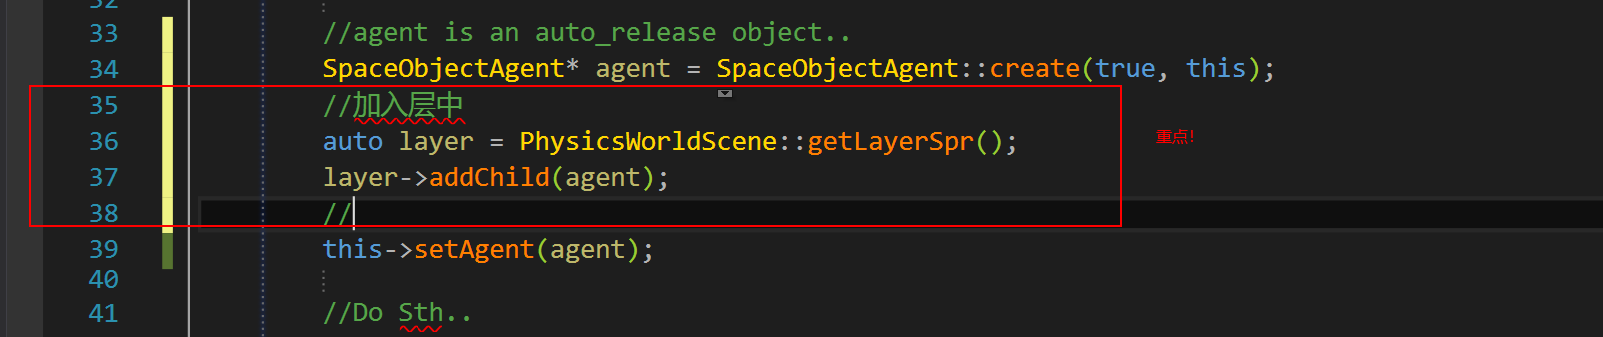 32
33 //agent is an auto_release object..
34 SpaceObjectAgent* agent = SpaceObjectAgent::create(true, this);
35 //加入层中
36 auto layer = PhysicsWorldScene::getLayerSpr(); 重点!
37 layer->addChild(agent);
38 //
39 this->setAgent(agent);
40
41 //Do Sth..